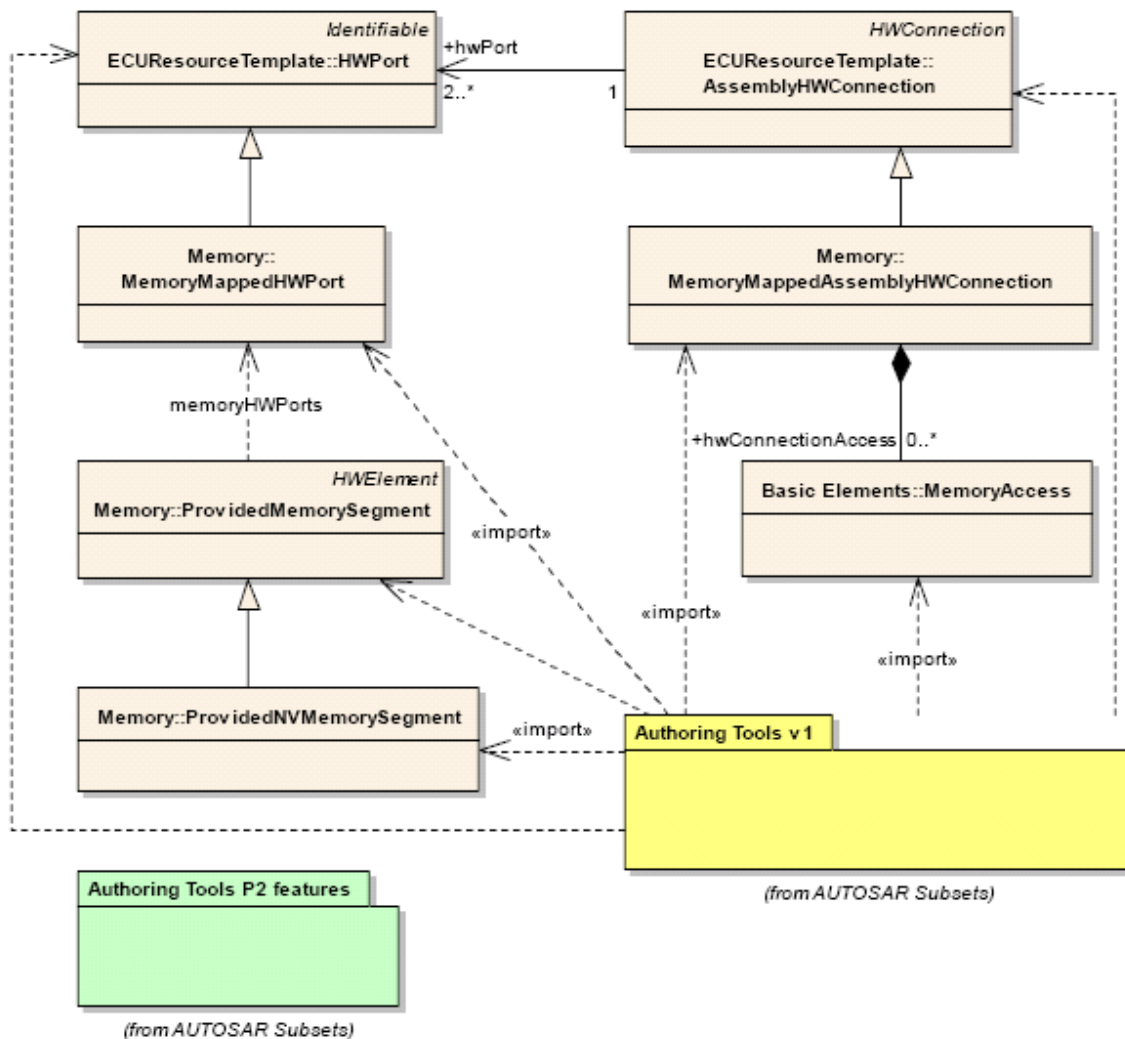 Identifiable
ECUResourceTemplate::HWPort
+hwPort
2..*
1
HWConnection
ECUResourceTemplate::
AssemblyHWConnection
Memory::
MemoryMappedHWPort
Memory::
MemoryMappedAssemblyHWConnection
memoryHWPorts
+hwConnectionAccess 0..*
HWElement
Memory::ProvidedMemorySegment
Basic Elements::MemoryAccess
«import»
«import»
«import»
Memory::ProvidedNVMemorySegment
«import»
Authoring Tools v1
(from AUTOSAR Subsets)
Authoring Tools P2 features
(from AUTOSAR Subsets)